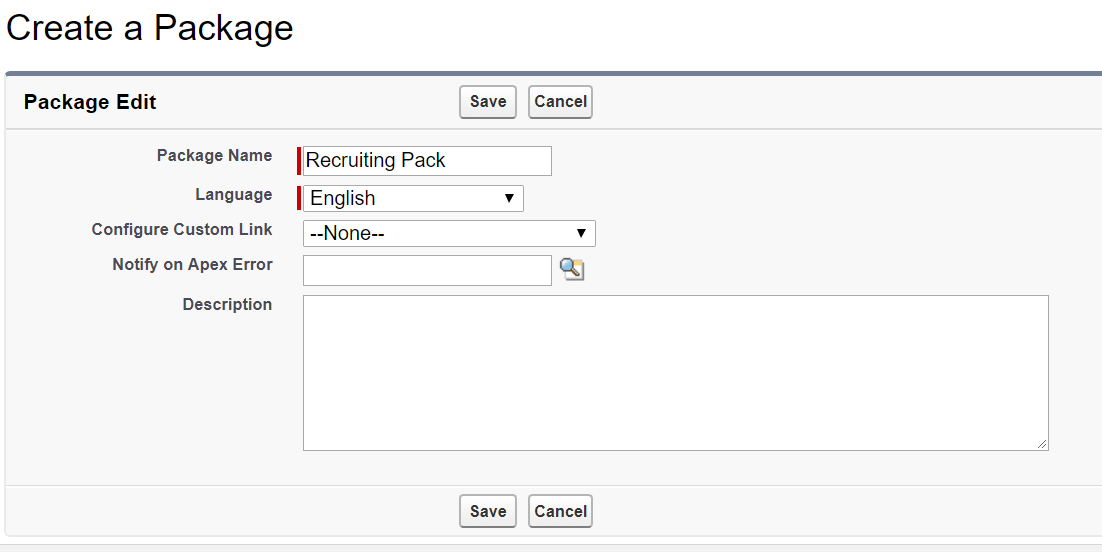 Create a Package
Package Edit Save Cancel
Package Name Recruiting Pack
Language English
Configure Custom Link --None--
Notify on Apex Error
Description
Save Cancel